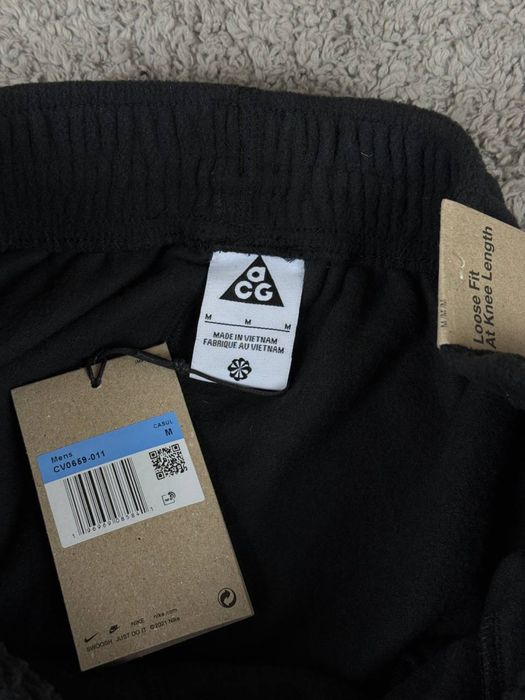 aCG
M M M
MADE IN VIETNAM
FABRIQUE AU VIETNAM
M M M
Loose Fit
At Knee Length
Mens
CASUL
CV0659-011
M
NIKE nike.com
SWOOSH JUST DO IT ©2021 Nike